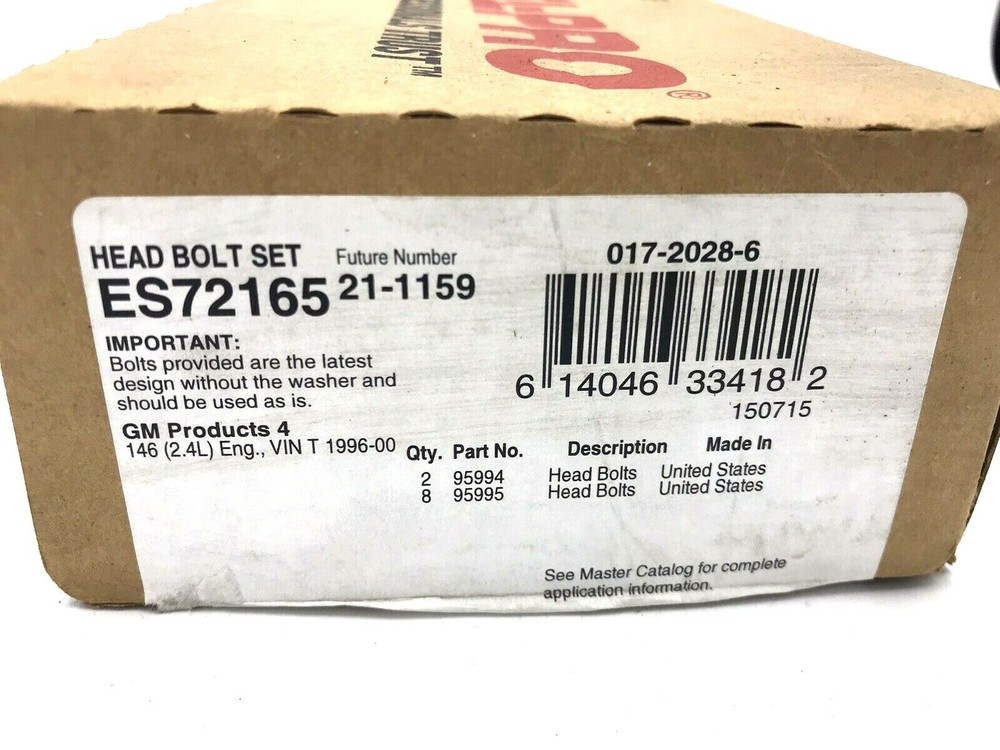 TRUST™
PRO®
HEAD BOLT SET
Future Number
ES72165 21-1159
IMPORTANT:
Bolts provided are the latest
design without the washer and
should be used as is.
GM Products 4
146 (2.4L) Eng., VIN T 1996-00
017-2028-6
6 14046 33418 2
150715
Qty. Part No. Description Made In
2 95994 Head Bolts United States
8 95995 Head Bolts United States
See Master Catalog for complete
application information.